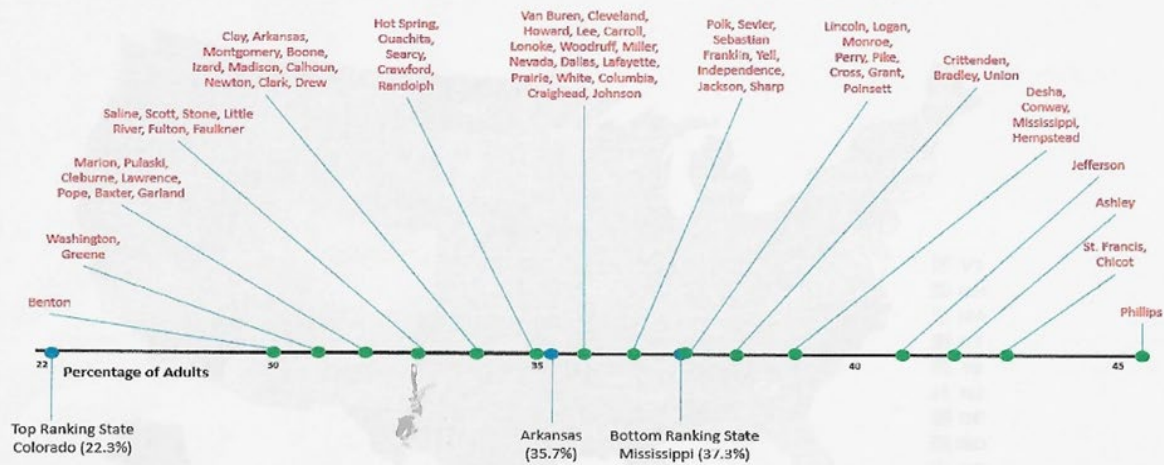 Benton
Washington,
Greene
Marion, Pulaski,
Cleburne, Lawrence,
Pope, Baxter, Garland
Saline, Scott, Stone, Little
River, Fulton, Faulkner
Clay, Arkansas,
Montgomery, Boone,
Izard, Madison, Calhoun,
Newton, Clark, Drew
Hot Spring,
Ouachita,
Searcy,
Crawford,
Randolph
Van Buren, Cleveland,
Howard, Lee, Carroll,
Lonoke, Woodruff, Miller,
Nevada, Dallas, Lafayette,
Prairie, White, Columbia,
Craighead, Johnson
Polk, Sevier,
Sebastian
Franklin, Yell,
Independence,
Jackson, Sharp
Lincoln, Logan,
Monroe,
Perry, Pike,
Cross, Grant,
Poinsett
Crittenden,
Bradley, Union
Desha,
Conway,
Mississippi,
Hempstead
Jefferson
Ashley
St. Francis,
Chicot
Phillips
22 30 35 40 45
Percentage of Adults
Top Ranking State
Colorado (22.3%)
Arkansas
(35.7%)
Bottom Ranking State
Mississippi (37.3%)